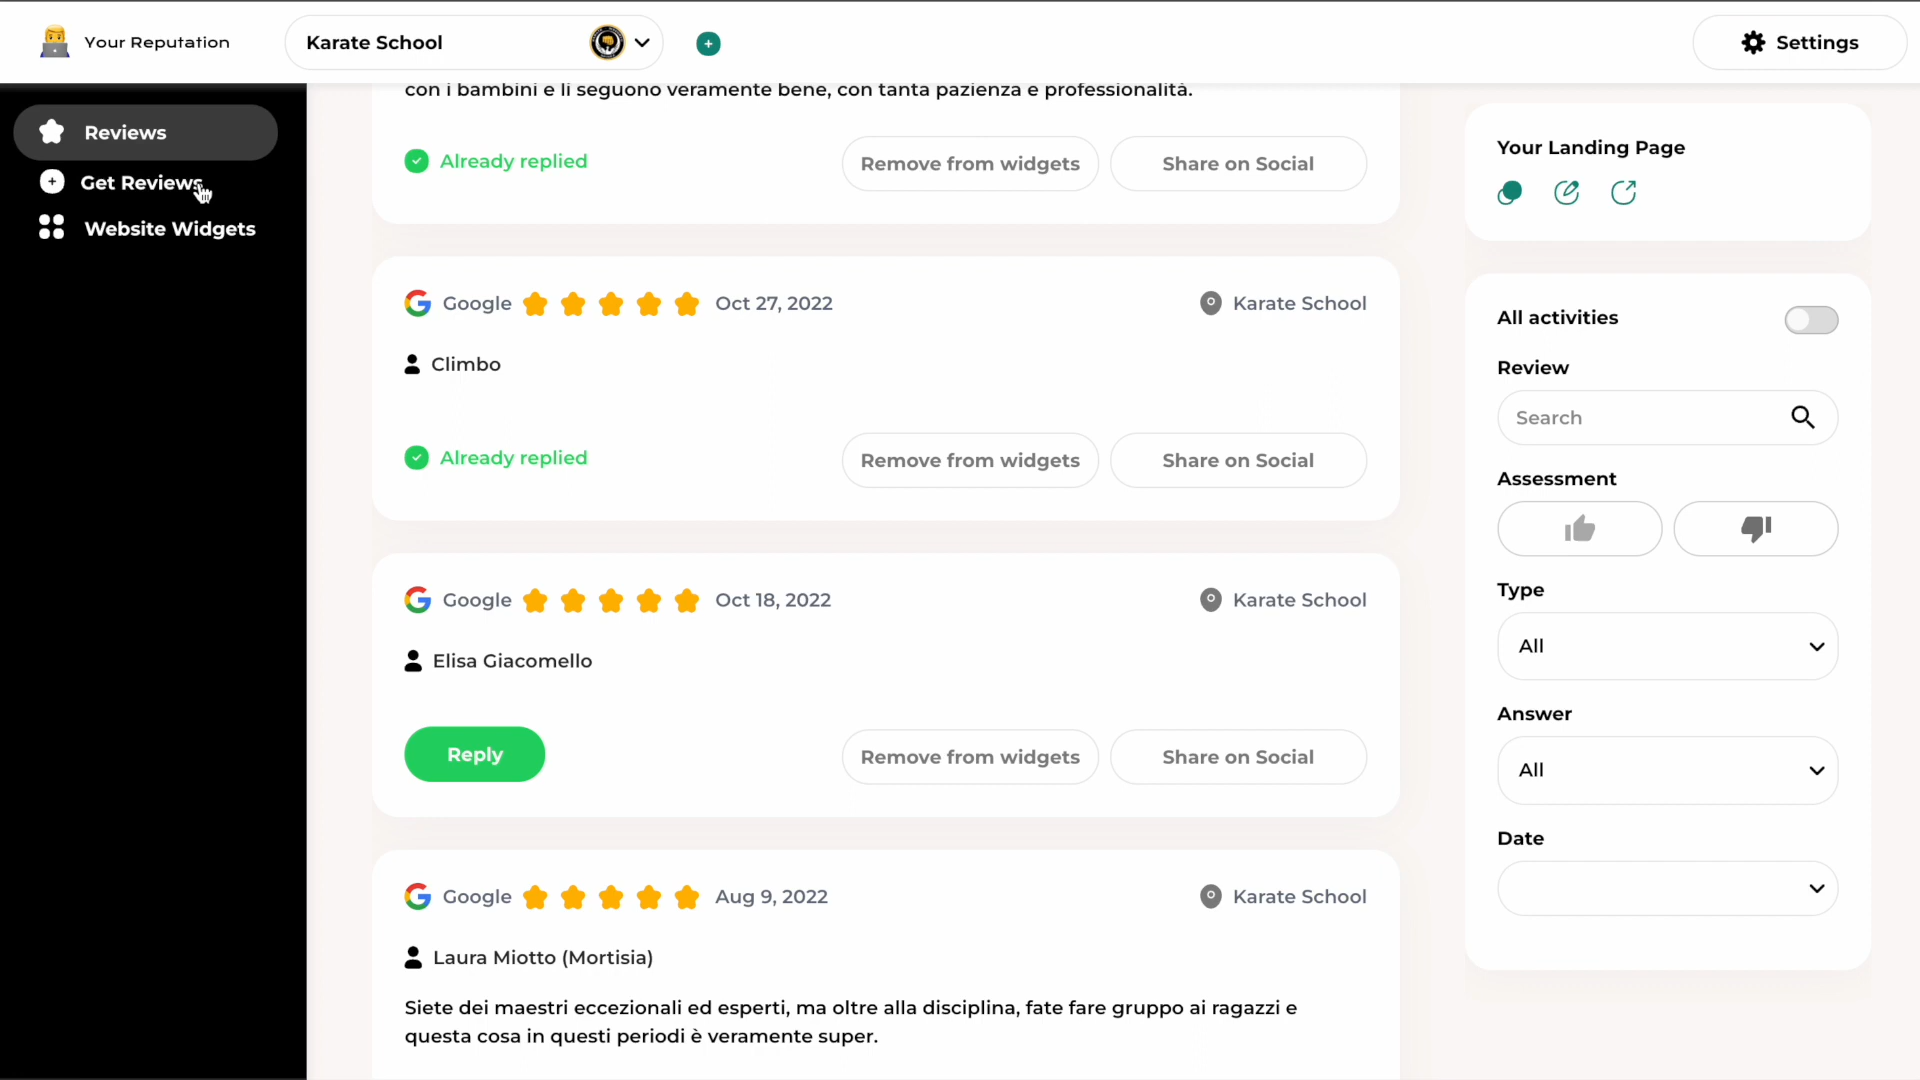 Your Reputation
Karate School
Settings
Reviews
Get Reviews
Website Widgets
con i bambini e li seguono veramente bene, con tanta pazienza e professionalità.
Already replied
Remove from widgets
Share on Social
Google
Oct 27, 2022
Karate School
Climbo
Already replied
Remove from widgets
Share on Social
Google
Oct 18, 2022
Karate School
Elisa Giacomello
Reply
Remove from widgets
Share on Social
Google
Aug 9, 2022
Karate School
Laura Miotto (Mortisia)
Siete dei maestri eccezionali ed esperti, ma oltre alla disciplina, fate fare gruppo ai ragazzi e
questa cosa in questi periodi è veramente super.
Your Landing Page
All activities
Review
Search
Assessment
Type
All
Answer
All
Date